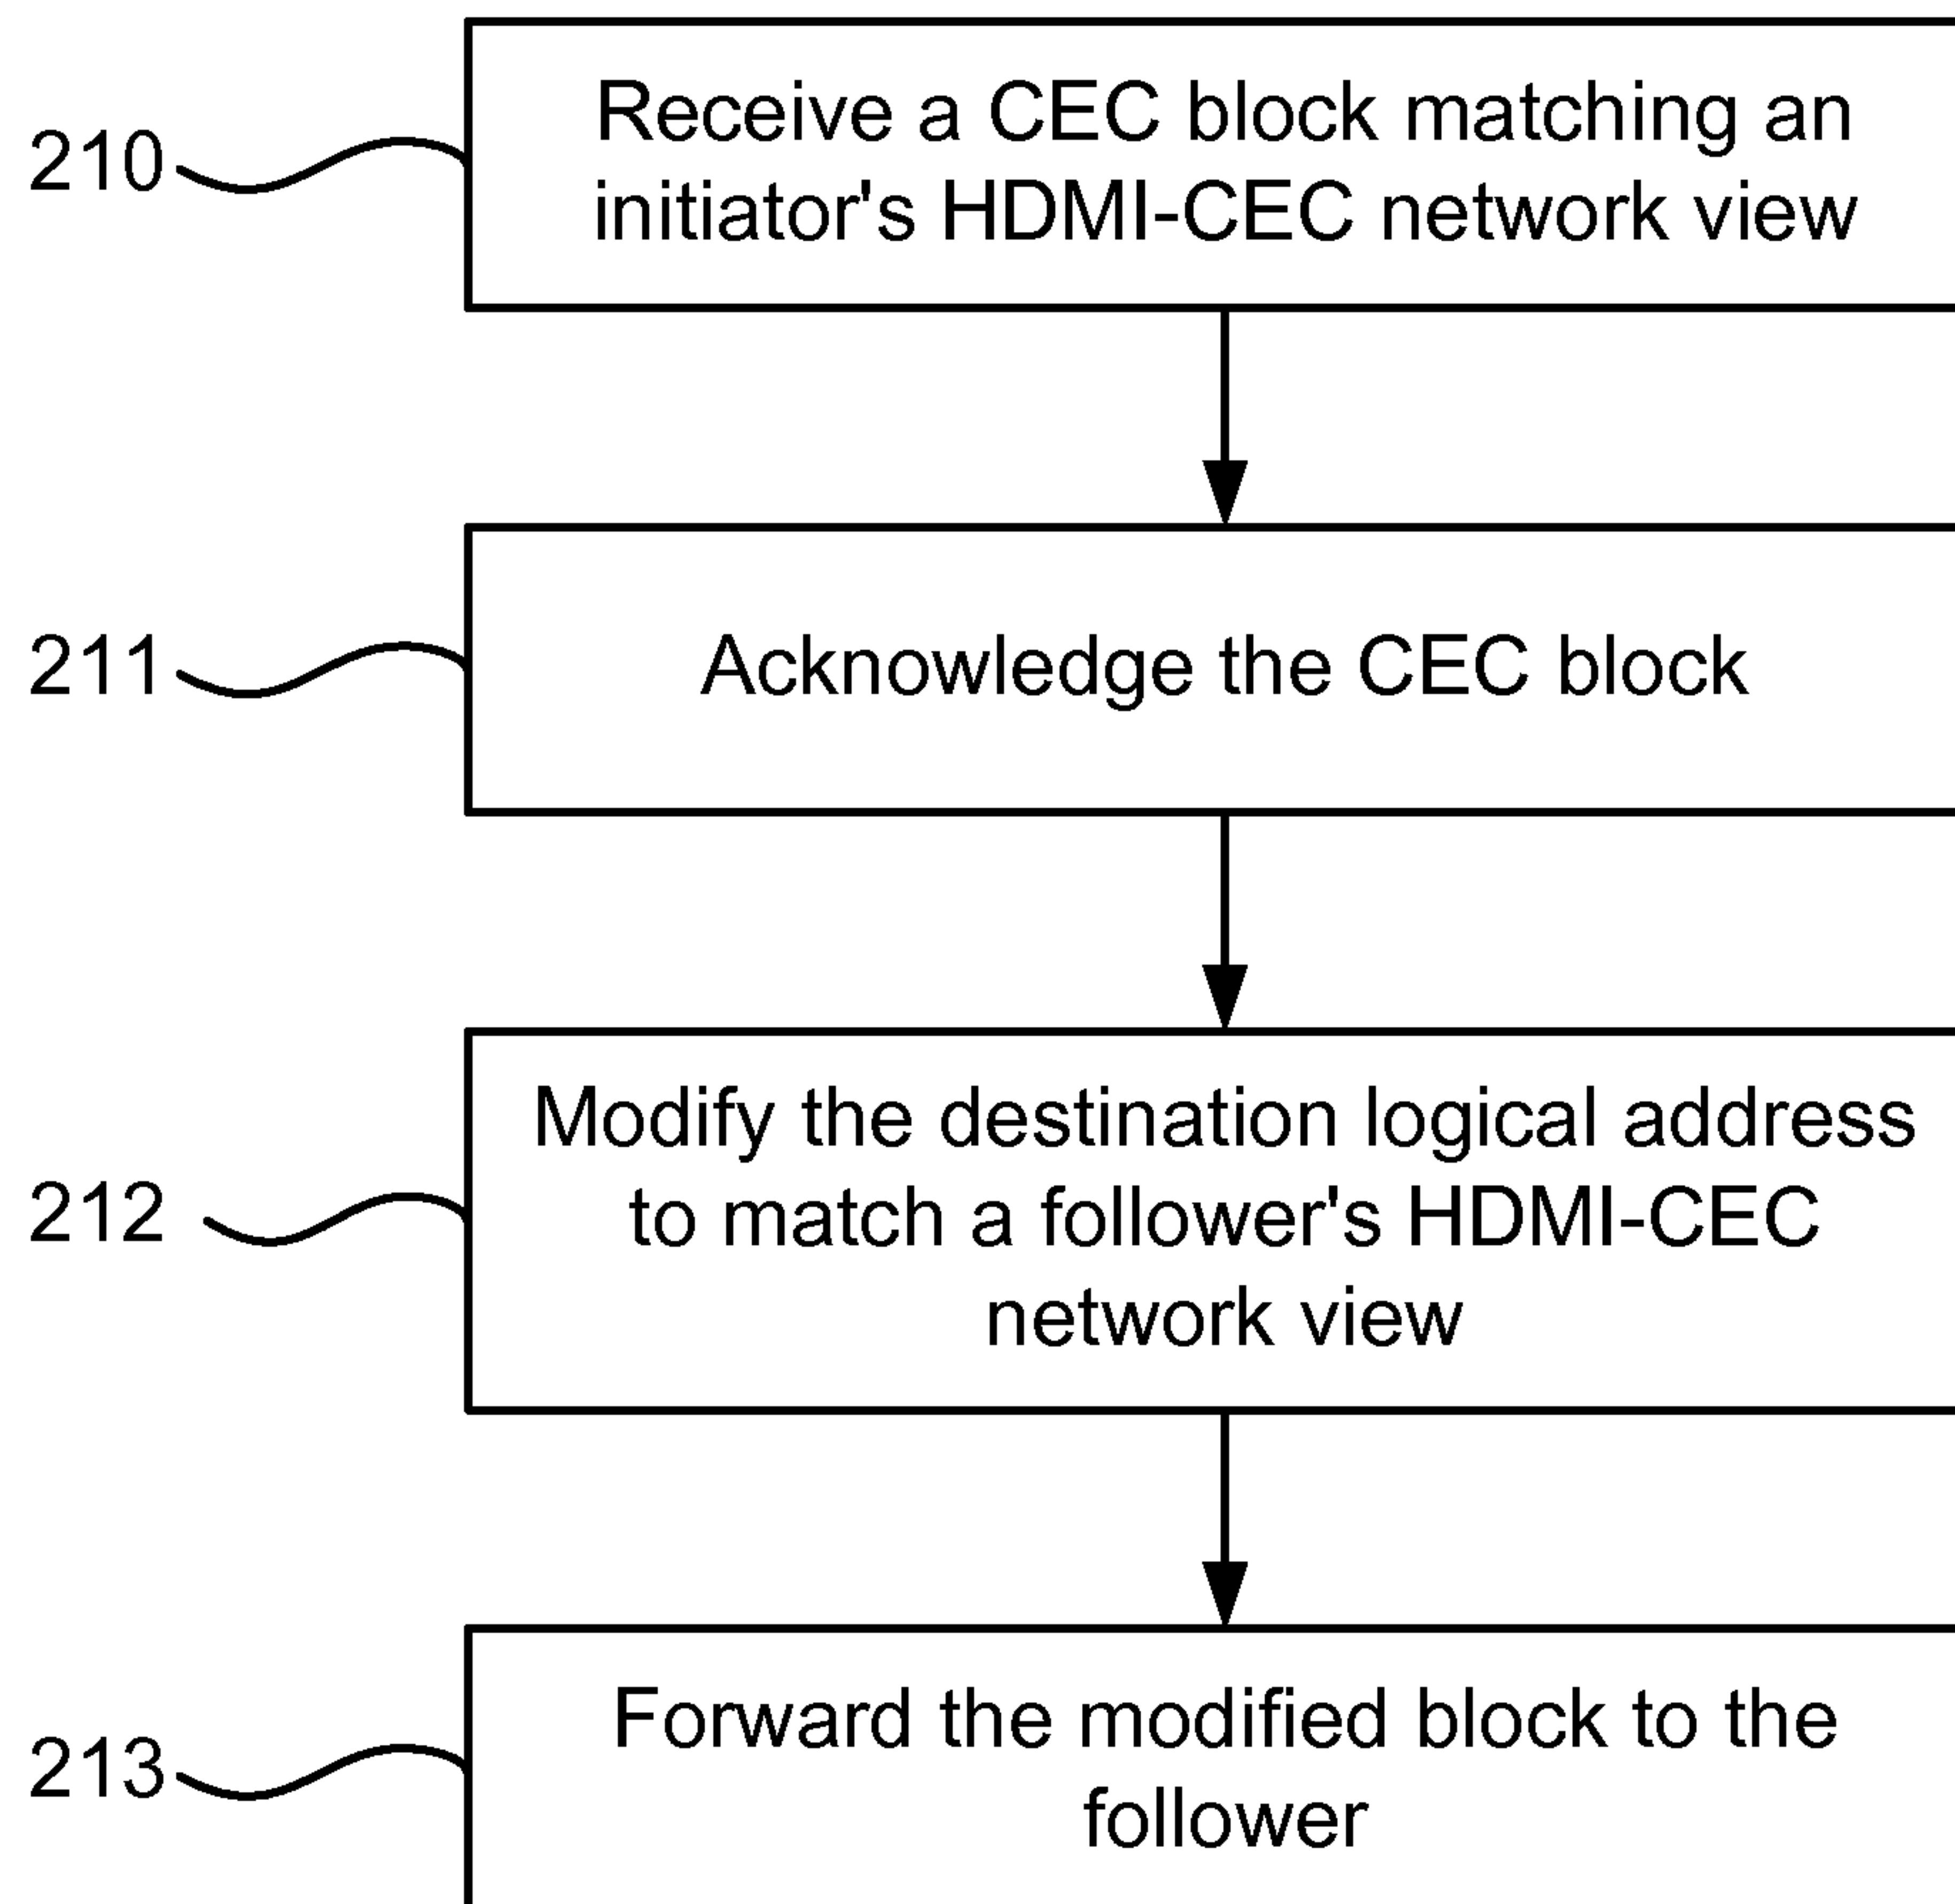 210
Receive a CEC block matching an
initiator's HDMI-CEC network view
211
Acknowledge the CEC block
212
Modify the destination logical address
to match a follower's HDMI-CEC
network view
213
Forward the modified block to the
follower